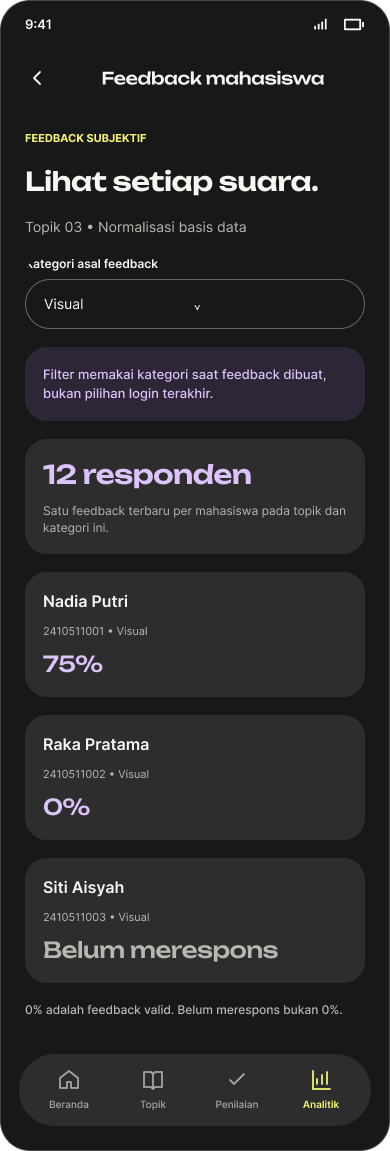 9:41
Feedback mahasiswa
FEEDBACK SUBJEKTIF
Lihat setiap suara.
Topik 03 • Normalisasi basis data
Kategori asal feedback
Visual
Filter memakai kategori saat feedback dibuat,
bukan pilihan login terakhir.
12 responden
Satu feedback terbaru per mahasiswa pada topik dan
kategori ini.
Nadia Putri
2410511001 • Visual
75%
Raka Pratama
2410511002 • Visual
0%
Siti Aisyah
2410511003 • Visual
Belum merespons
0% adalah feedback valid. Belum merespons bukan 0%.
Beranda Topik Penilaian Analitik